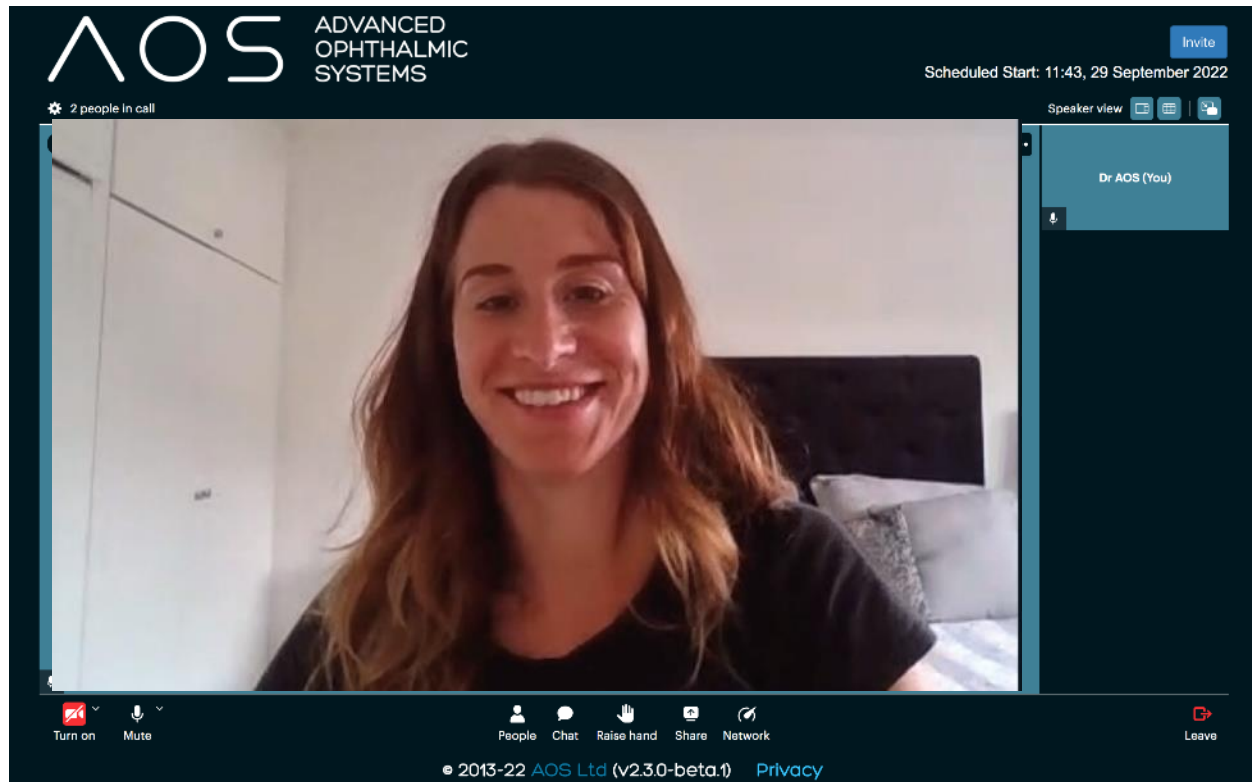 AOS
ADVANCED
OPHTHALMIC
SYSTEMS
Invite
Scheduled Start: 11:43, 29 September 2022
2 people in call
Speaker view
Dr AOS (You)
Turn on
Mute
People
Chat
Raise hand
Share
Network
Leave
© 2013-22 AOS Ltd (v2.3.0-beta.1) Privacy